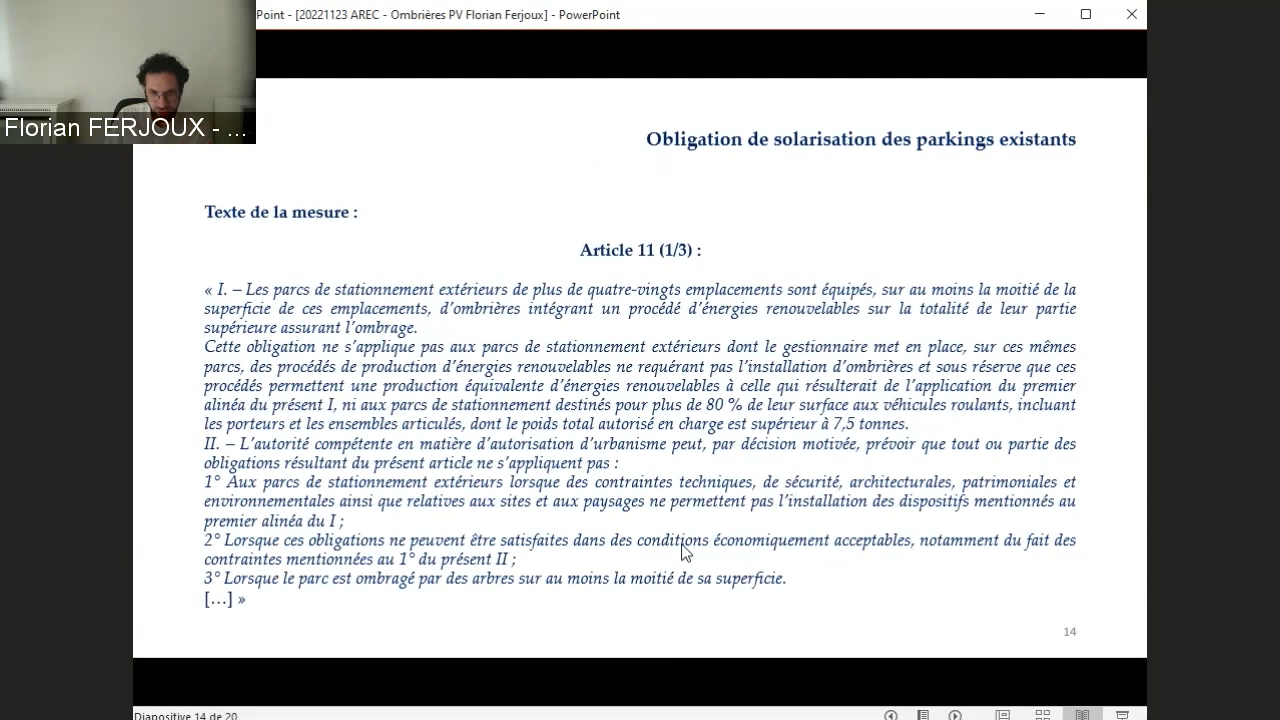 Point - [20221123 AREC - Ombrières PV Florian Ferjoux] - PowerPoint
Florian FERJOUX - ...
Obligation de solarisation des parkings existants
Texte de la mesure :
Article 11 (1/3) :
« I. – Les parcs de stationnement extérieurs de plus de quatre-vingts emplacements sont équipés, sur au moins la moitié de la
superficie de ces emplacements, d’ombrières intégrant un procédé d’énergies renouvelables sur la totalité de leur partie
supérieure assurant l’ombrage.
Cette obligation ne s’applique pas aux parcs de stationnement extérieurs dont le gestionnaire met en place, sur ces mêmes
parcs, des procédés de production d’énergies renouvelables ne requérant pas l’installation d’ombrières et sous réserve que ces
procédés permettent une production équivalente d’énergies renouvelables à celle qui résulterait de l’application du premier
alinéa du présent I, ni aux parcs de stationnement destinés pour plus de 80 % de leur surface aux véhicules roulants, incluant
les porteurs et les ensembles articulés, dont le poids total autorisé en charge est supérieur à 7,5 tonnes.
II. – L’autorité compétente en matière d’autorisation d’urbanisme peut, par décision motivée, prévoir que tout ou partie des
obligations résultant du présent article ne s’appliquent pas :
1° Aux parcs de stationnement extérieurs lorsque des contraintes techniques, de sécurité, architecturales, patrimoniales et
environnementales ainsi que relatives aux sites et aux paysages ne permettent pas l’installation des dispositifs mentionnés au
premier alinéa du I ;
2° Lorsque ces obligations ne peuvent être satisfaites dans des conditions économiquement acceptables, notamment du fait des
contraintes mentionnées au 1° du présent II ;
3° Lorsque le parc est ombragé par des arbres sur au moins la moitié de sa superficie.
[…] »
14
Diapositive 14 de 20